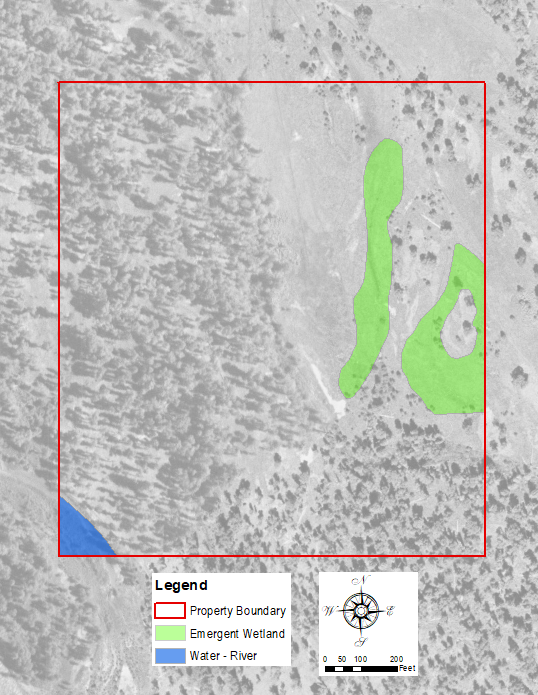 Legend
Property Boundary
Emergent Wetland
Water - River
N
W E
S
0 50 100 200
Feet